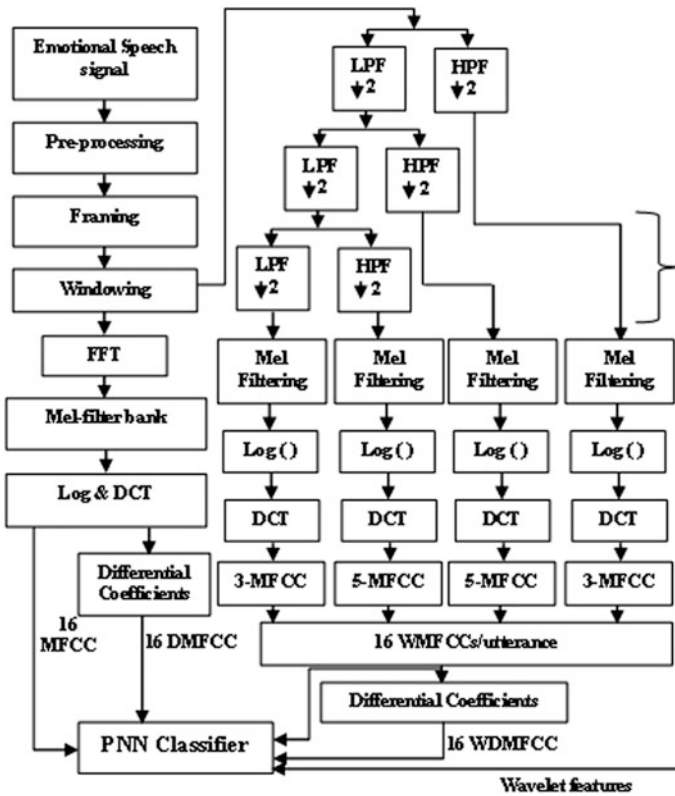 Emotional Speech
signal
Pre-processing
Framing
Windowing
FFT
Mel-filter bank
Log & DCT
Differential
Coefficients
16
MFCC
16 DMFCC
PNN Classifier
LPF
2
HPF
2
LPF
2
HPF
2
LPF
2
HPF
2
Mel
Filtering
Mel
Filtering
Mel
Filtering
Mel
Filtering
Log ( )
Log ( )
Log ( )
Log ( )
DCT
DCT
DCT
DCT
3-MFCC
5-MFCC
5-MFCC
3-MFCC
16 WMFCCs/utterance
Differential Coefficients
16 WDMFCC
Wavelet features